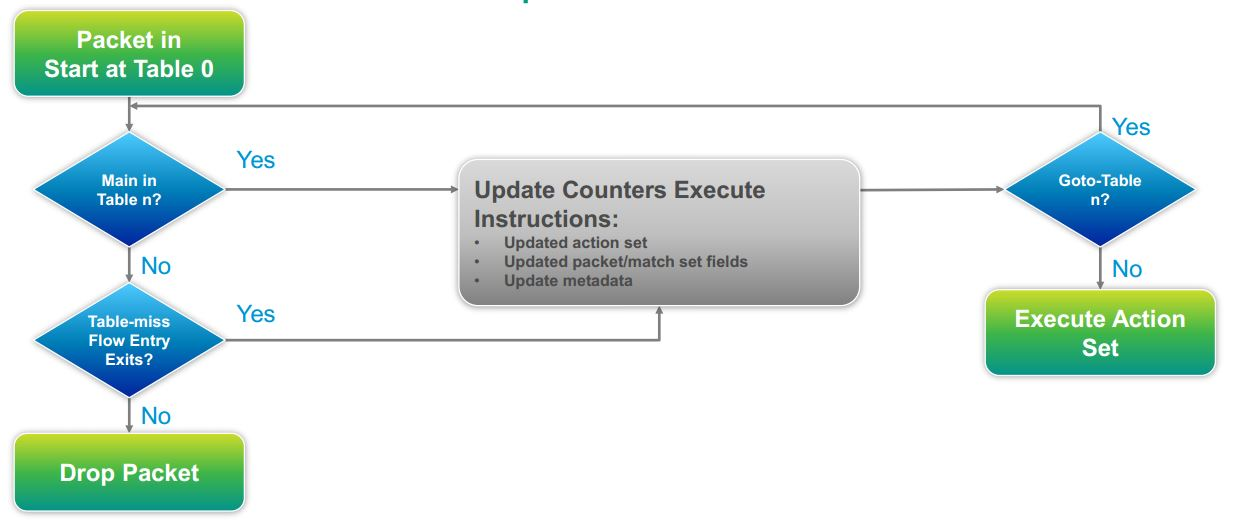 Packet in
Start at Table 0
Main in
Table n?
Yes
Update Counters Execute
Instructions:
• Updated action set
• Updated packet/match set fields
• Update metadata
Goto-Table
n?
Yes
No
No
Table-miss
Flow Entry
Exits?
Yes
Execute Action
Set
No
Drop Packet